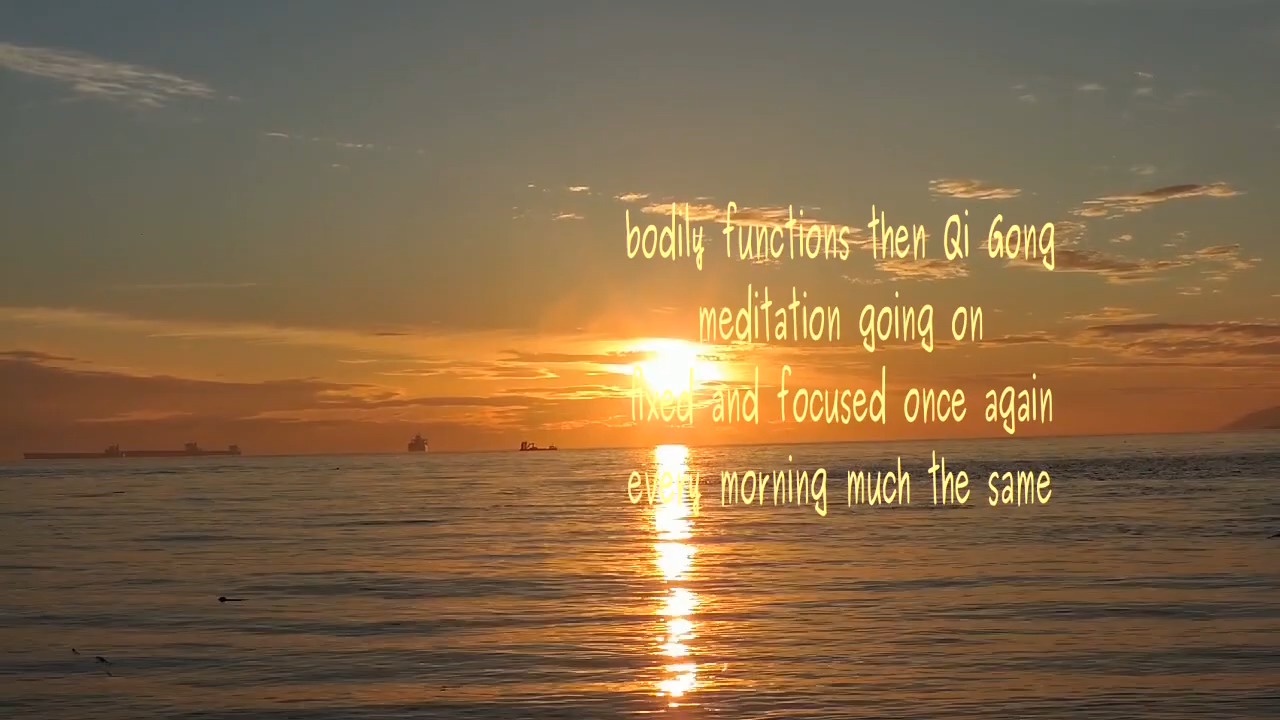 bodily functions then Qi Gong
meditation going on
fixed and focused once again
every morning much the same